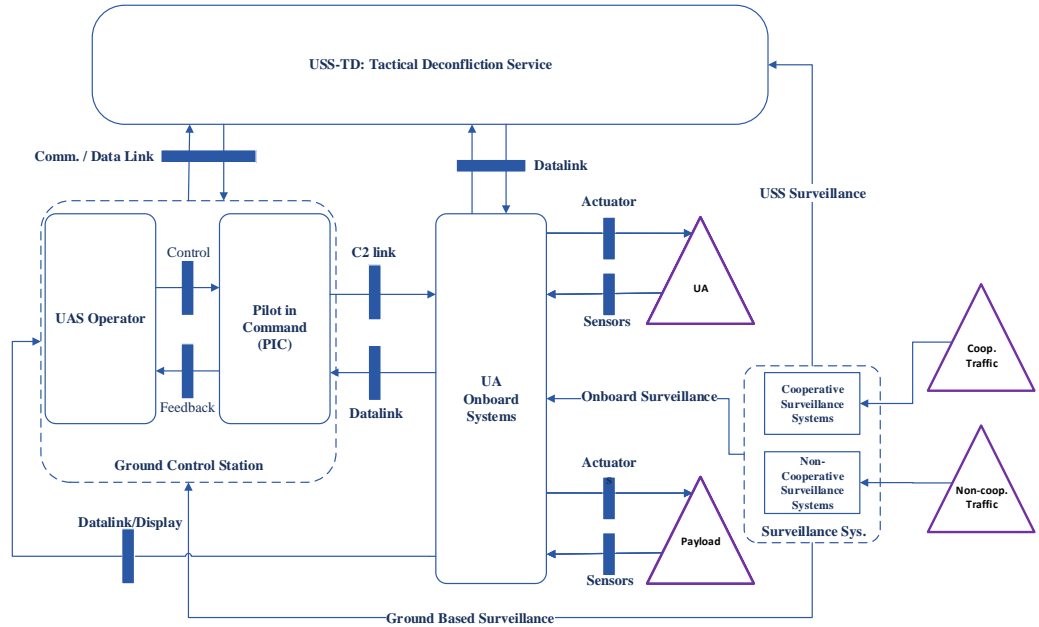 USS-TD: Tactical Deconfliction Service
Comm. / Data Link
Datalink
USS Surveillance
Actuator
Control
C2 link
UA
Sensors
UAS Operator
Pilot in
Command
(PIC)
Coop.
Traffic
UA
Onboard
Systems
Onboard Surveillance
Cooperative
Surveillance
Systems
Feedback
Datalink
Ground Control Station
Actuator
s
Non-
Cooperative
Surveillance
Systems
Non-coop.
Traffic
Datalink/Display
Payload
Surveillance Sys.
Sensors
Ground Based Surveillance